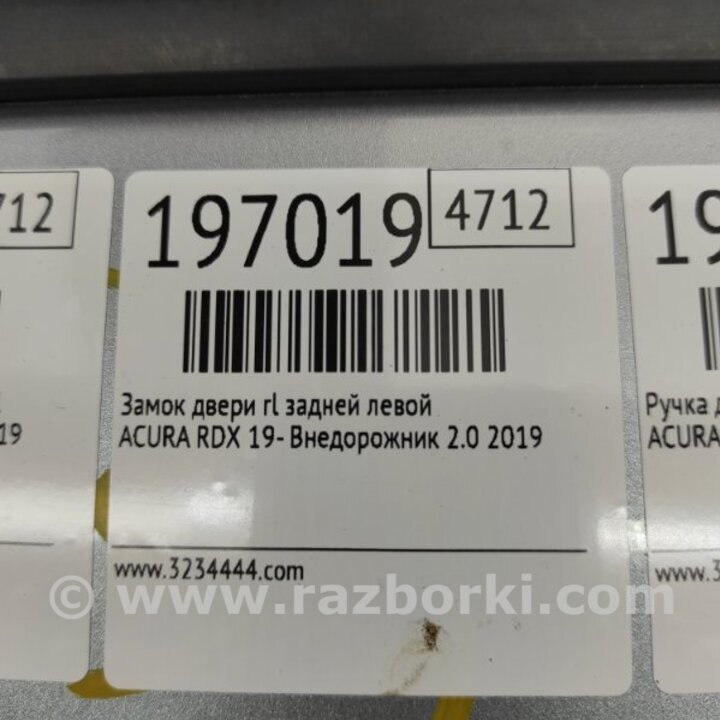 712
19
197019
4712
Замок двери rl задней левой
ACURA RDX 19- Внедорожник 2.0 2019
www.3234444.com
19
Ручка
ACURA
www.3
© www.razborki.com